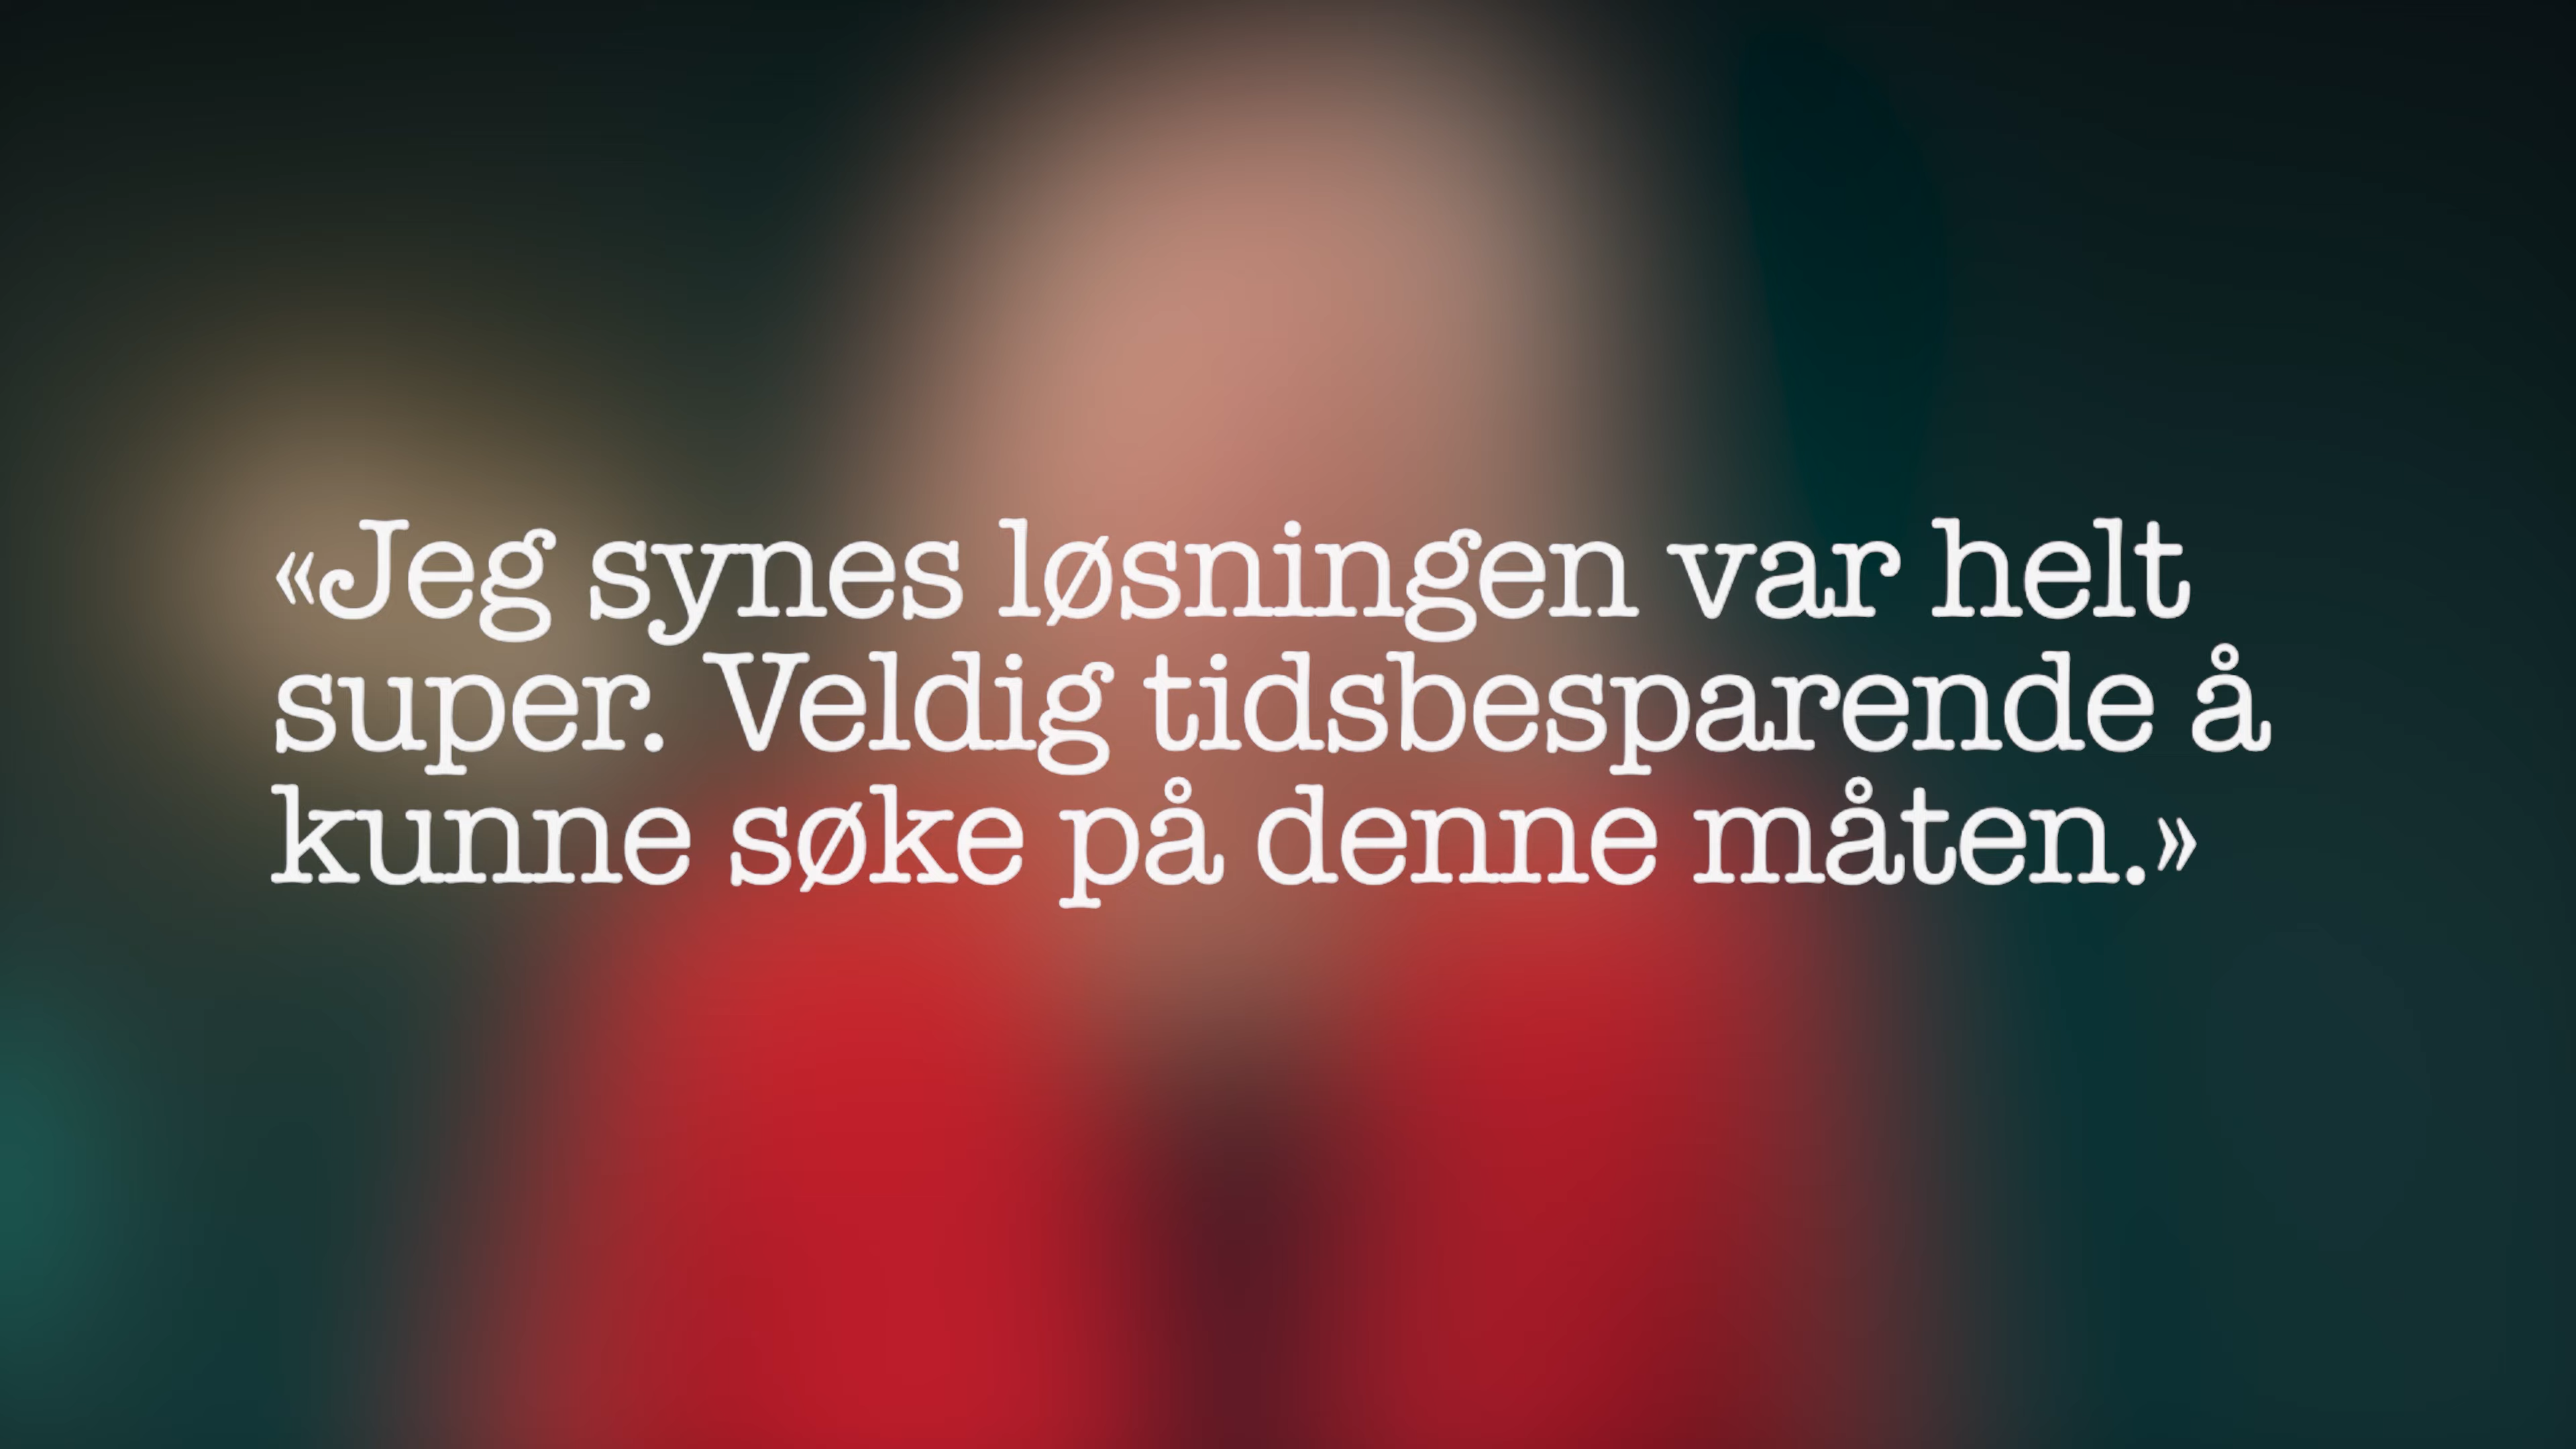 «Jeg synes løsningen var helt
super. Veldig tidsbesparende å
kunne søke på denne måten.»